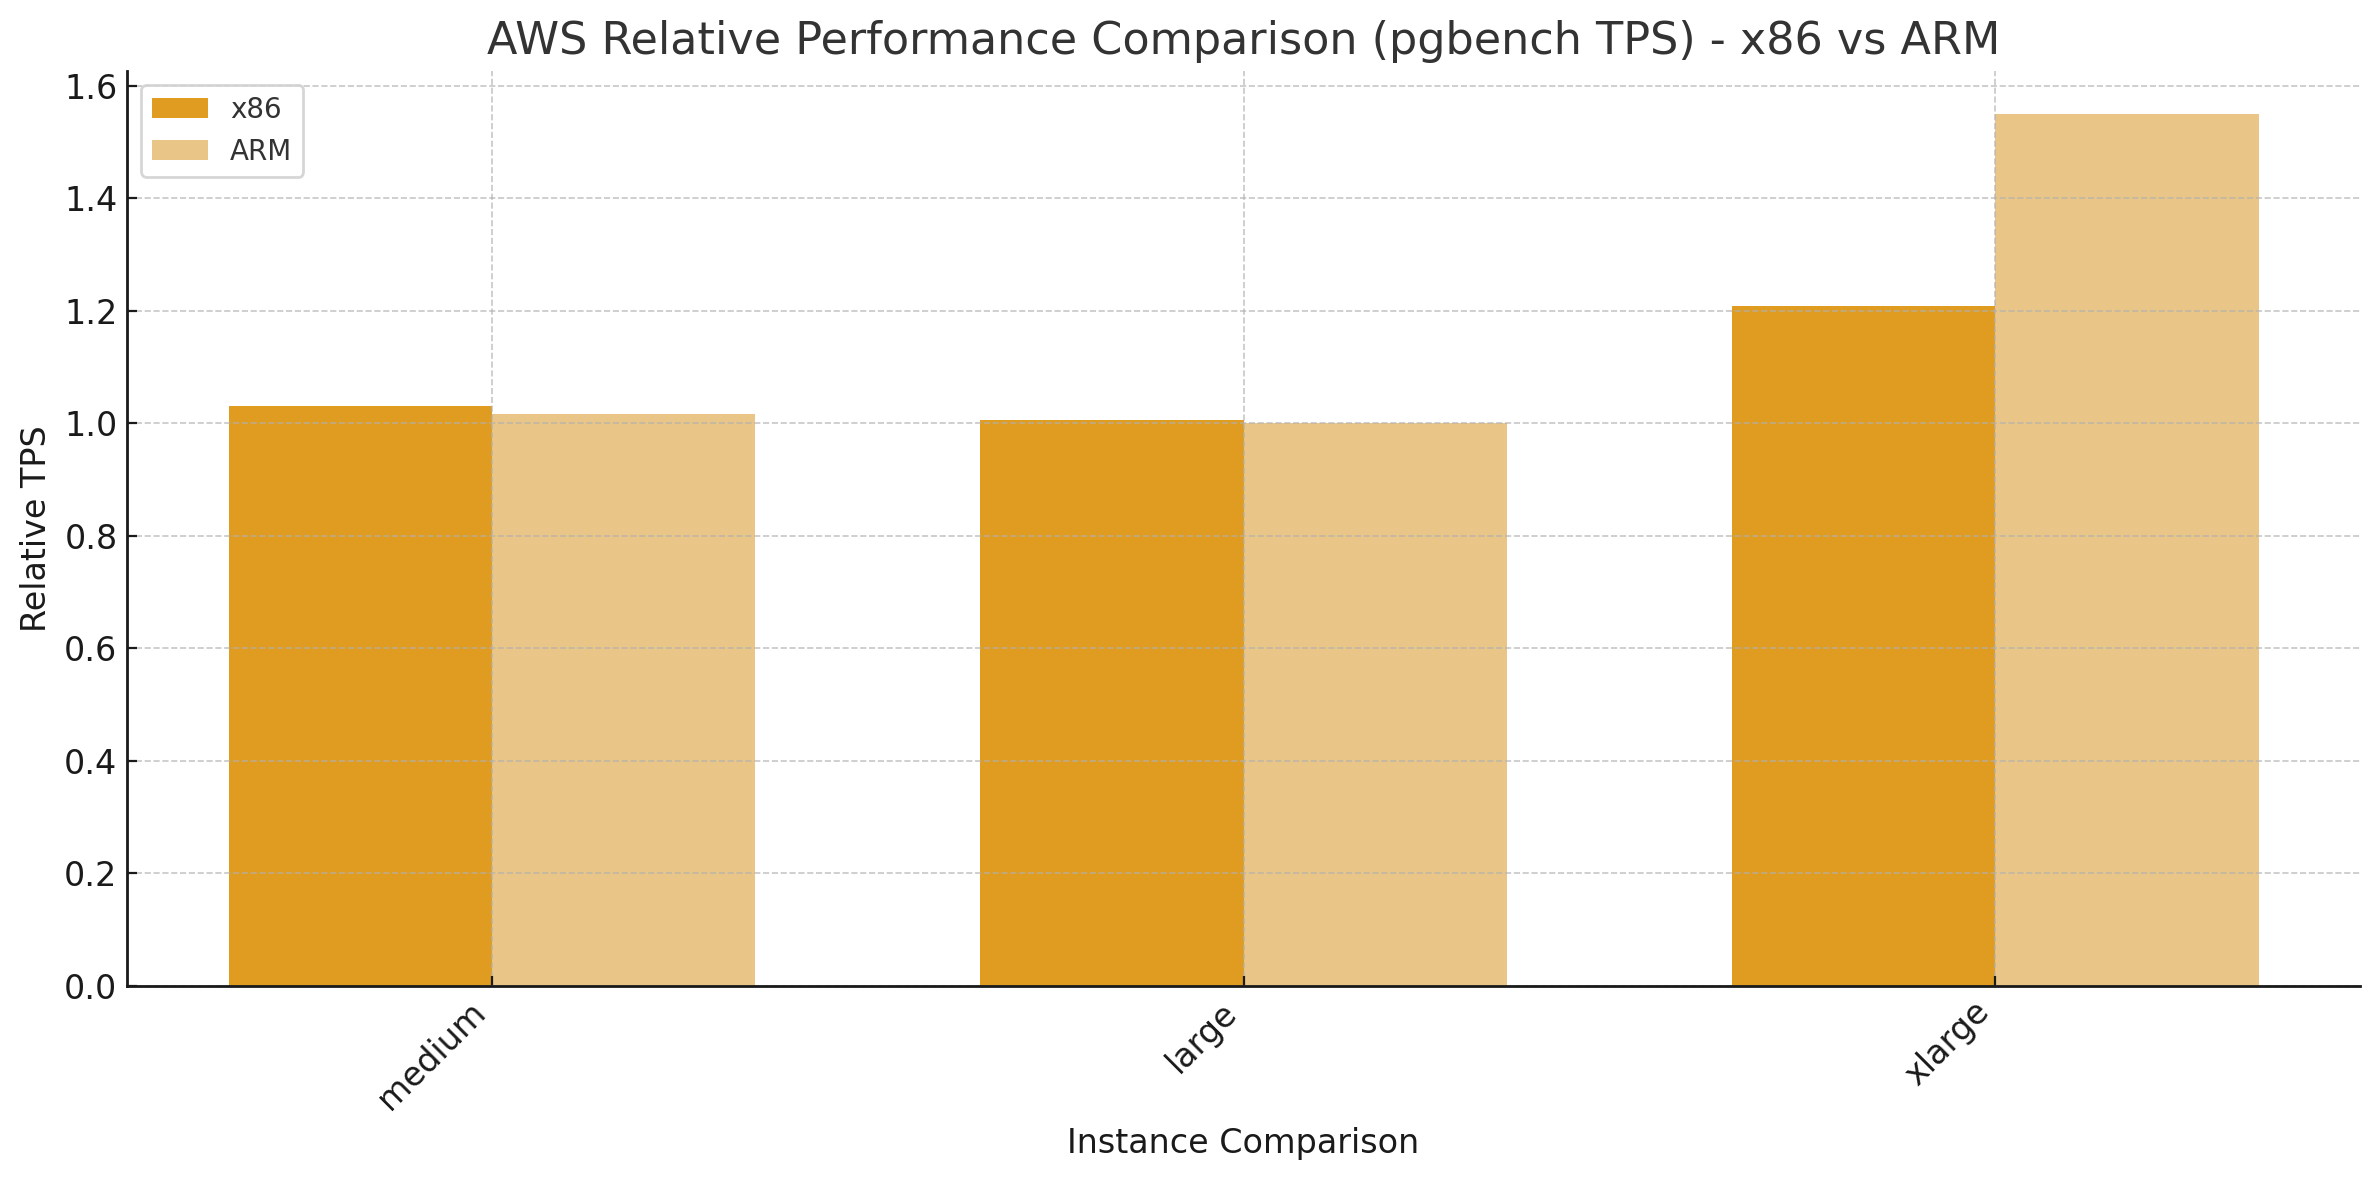 AWS Relative Performance Comparison (pgbench TPS) - x86 vs ARM
x86
ARM
Relative TPS
1.6
1.4
1.2
1.0
0.8
0.6
0.4
0.2
0.0
medium
large
xlarge
Instance Comparison